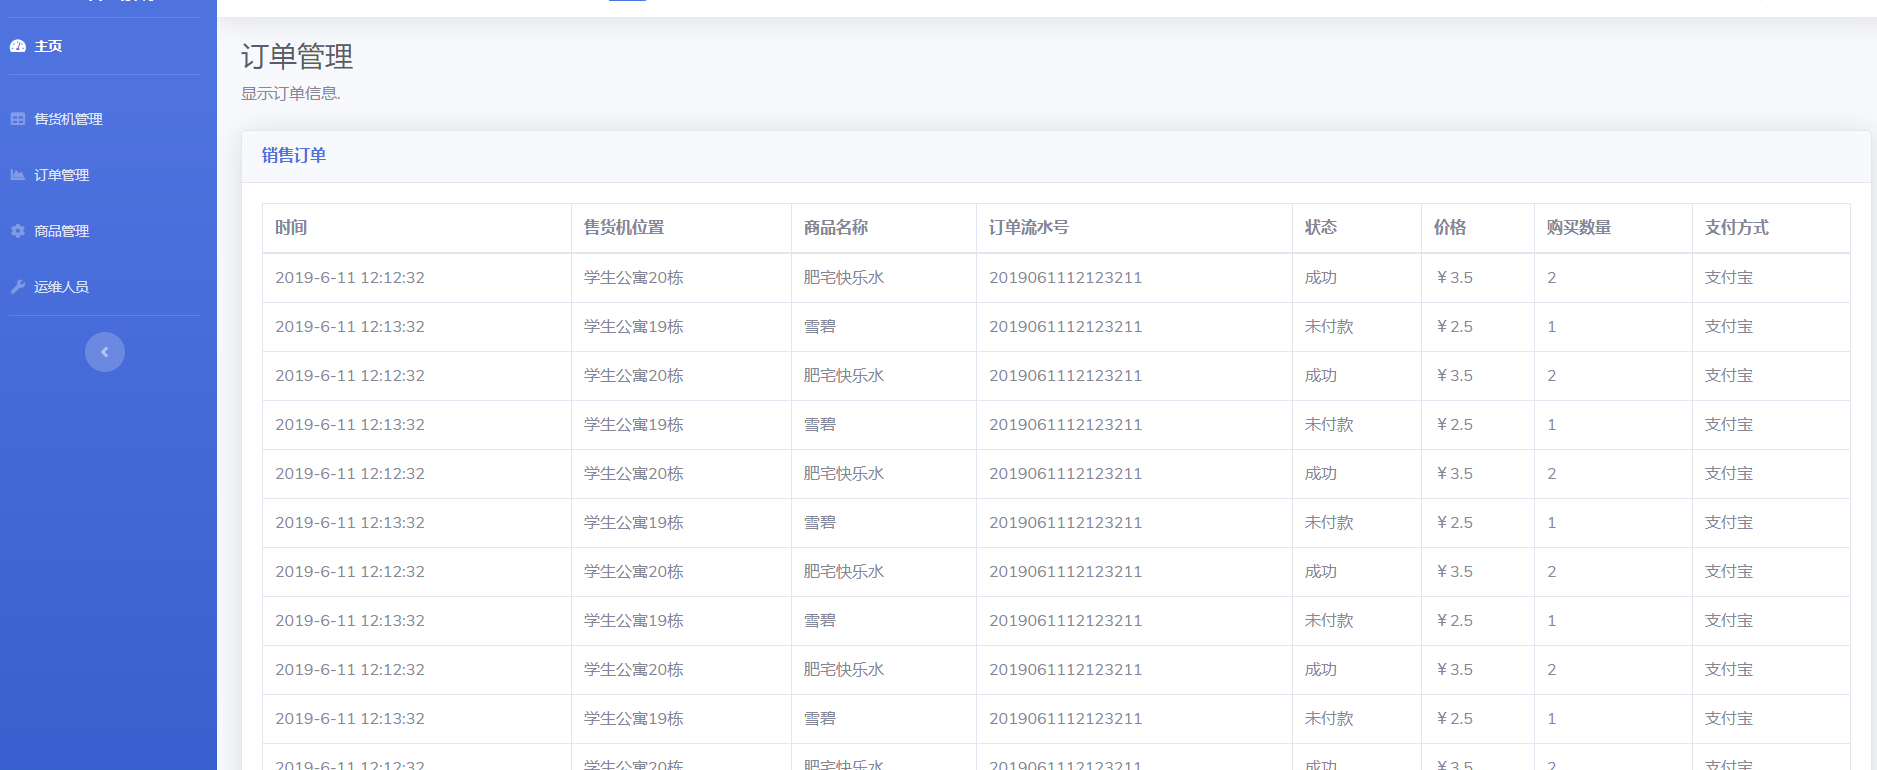 主页
售货机管理
订单管理
商品管理
运维人员
订单管理
显示订单信息.
销售订单
时间 售货机位置 商品名称 订单流水号 状态 价格 购买数量 支付方式
2019-6-11 12:12:32 学生公寓20栋 肥宅快乐水 2019061112123211 成功 ￥3.5 2 支付宝
2019-6-11 12:13:32 学生公寓19栋 雪碧 2019061112123211 未付款 ￥2.5 1 支付宝
2019-6-11 12:12:32 学生公寓20栋 肥宅快乐水 2019061112123211 成功 ￥3.5 2 支付宝
2019-6-11 12:13:32 学生公寓19栋 雪碧 2019061112123211 未付款 ￥2.5 1 支付宝
2019-6-11 12:12:32 学生公寓20栋 肥宅快乐水 2019061112123211 成功 ￥3.5 2 支付宝
2019-6-11 12:13:32 学生公寓19栋 雪碧 2019061112123211 未付款 ￥2.5 1 支付宝
2019-6-11 12:12:32 学生公寓20栋 肥宅快乐水 2019061112123211 成功 ￥3.5 2 支付宝
2019-6-11 12:13:32 学生公寓19栋 雪碧 2019061112123211 未付款 ￥2.5 1 支付宝
2019-6-11 12:12:32 学生公寓20栋 肥宅快乐水 2019061112123211 成功 ￥3.5 2 支付宝
2019-6-11 12:13:32 学生公寓19栋 雪碧 2019061112123211 未付款 ￥2.5 1 支付宝
2019-6-11 12:12:32 学生公寓20栋 肥宅快乐水 2019061112123211 成功 ￥3.5 2 支付宝